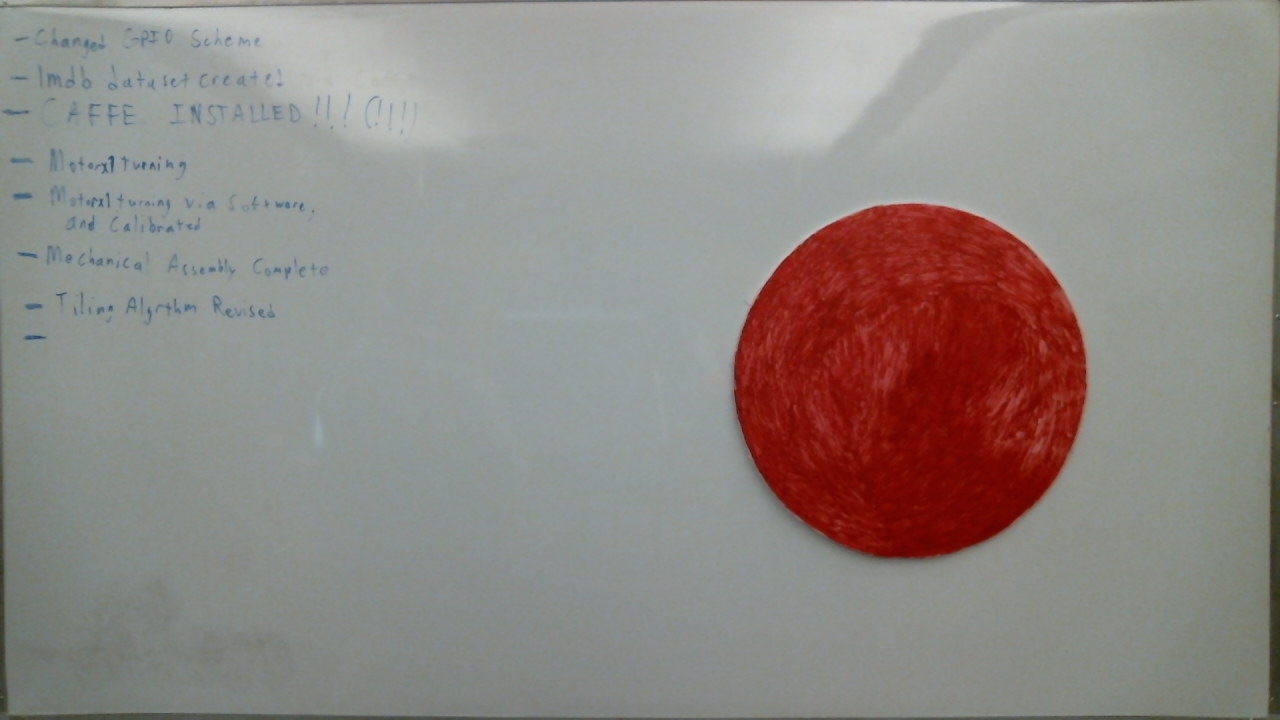 - Changed GPIO Scheme
- lmdb dataset created
- CAFFE INSTALLED!!! (!!!)
- Motorx1 turning
- Motorx1 turning via Software,
and Calibrated
- Mechanical Assembly Complete
- Tiling Algrthm Revised
-